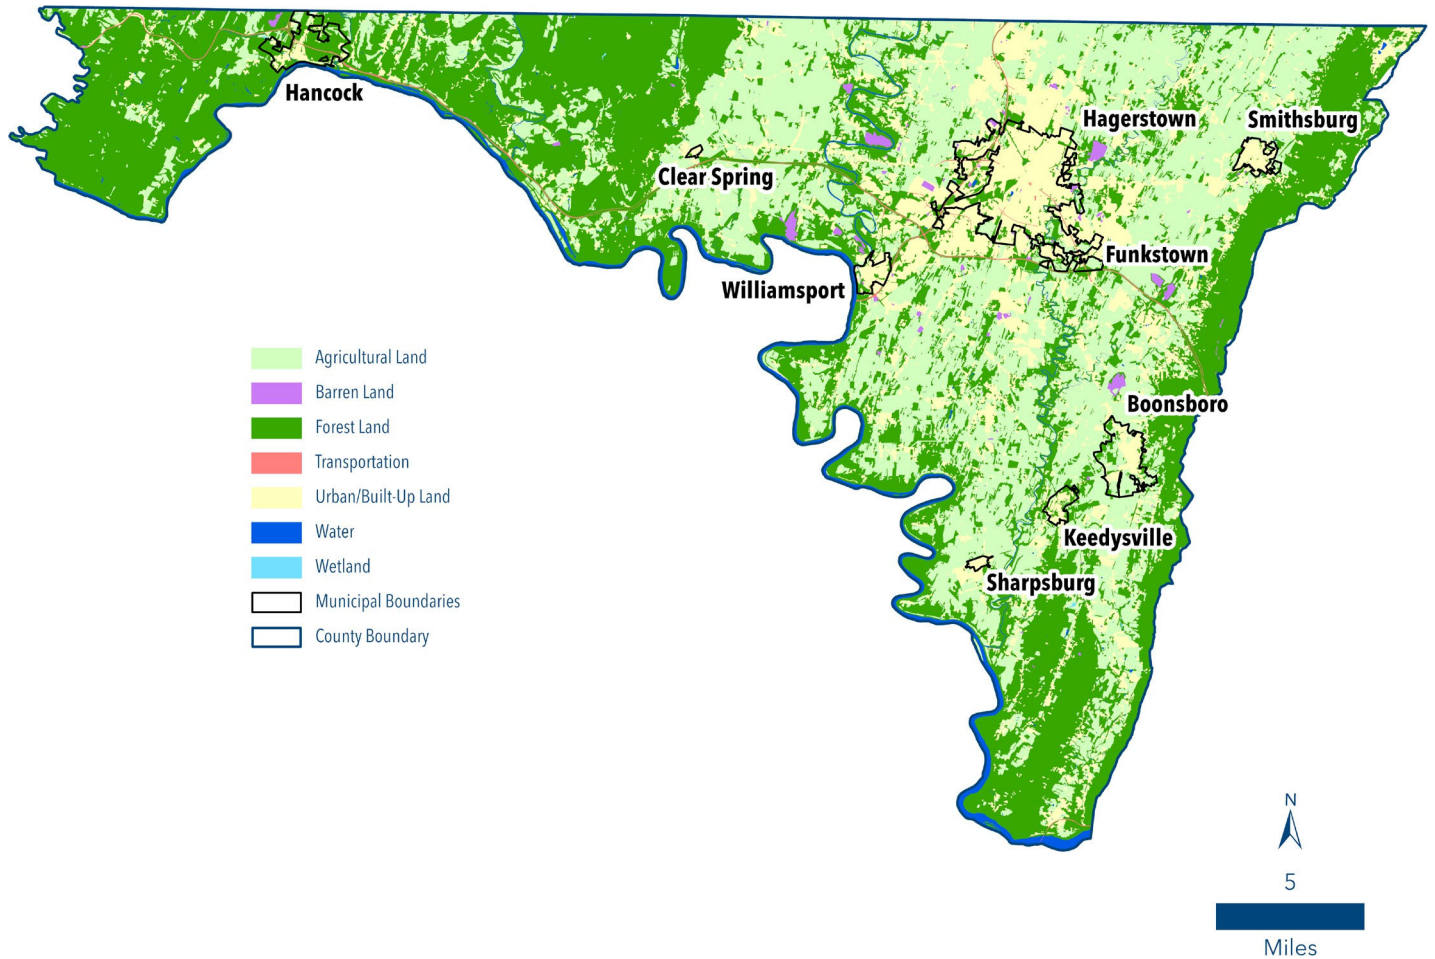 Hancock
Hagerstown
Smithsburg
Clear Spring
Funkstown
Williamsport
Agricultural Land
Barren Land
Forest Land
Transportation
Urban/Built-Up Land
Water
Wetland
Municipal Boundaries
County Boundary
Boonsboro
Keedysville
Sharpsburg
N
5
Miles